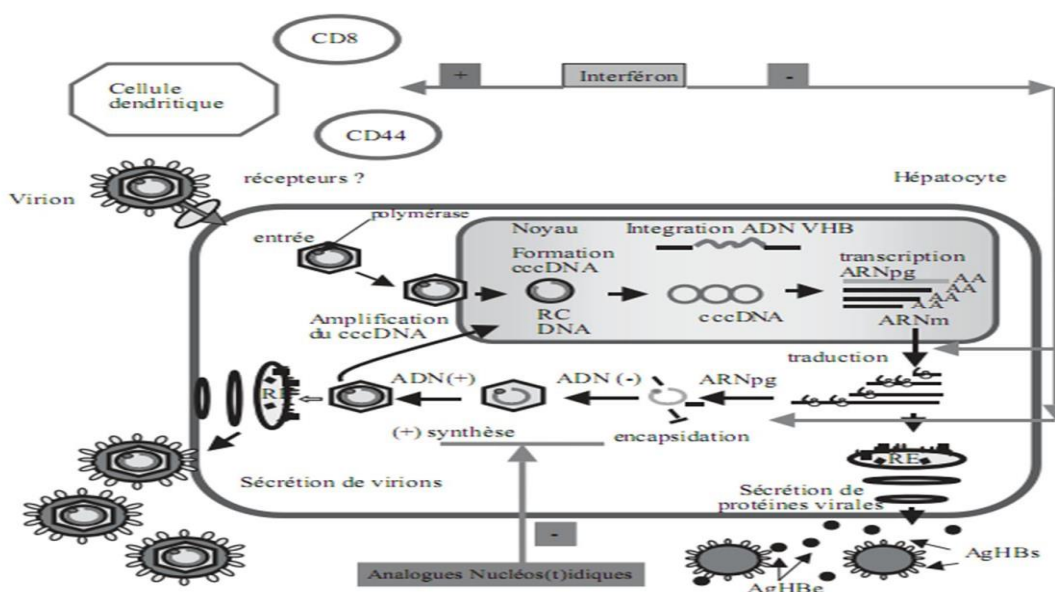 CD8
+
Interféron
-
Cellule
dendritique
CD44
récepteurs ?
Hépatocyte
Virion
polymérase
entrée
Noyau
Integration ADN VHB
Formation
cccDNA
transcription
ARNpg
AA
AA
AA
AA
RC
DNA
cccDNA
ARNm
Amplification
du cccDNA
traduction
ADN(+)
ADN (-)
ARNpg
RE
(+) synthèse
encapsidation
RE
Sécrétion de virions
Sécrétion de
protéines virales
-
AgHBs
Analogues Nucléos(t)idiques
AgHBe